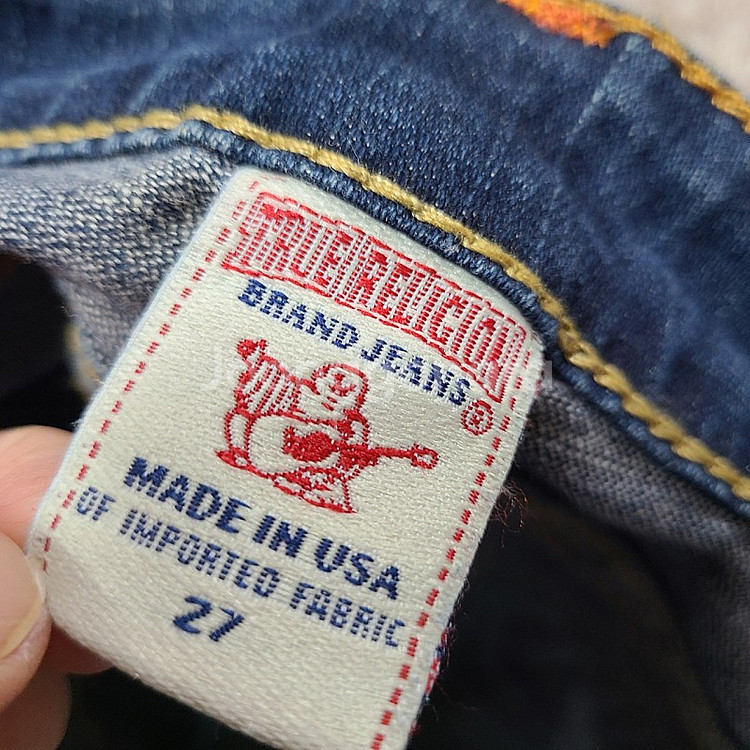 TRUE RELIGION
BRAND JEANS
®
MADE IN USA
OF IMPORTED FABRIC
27